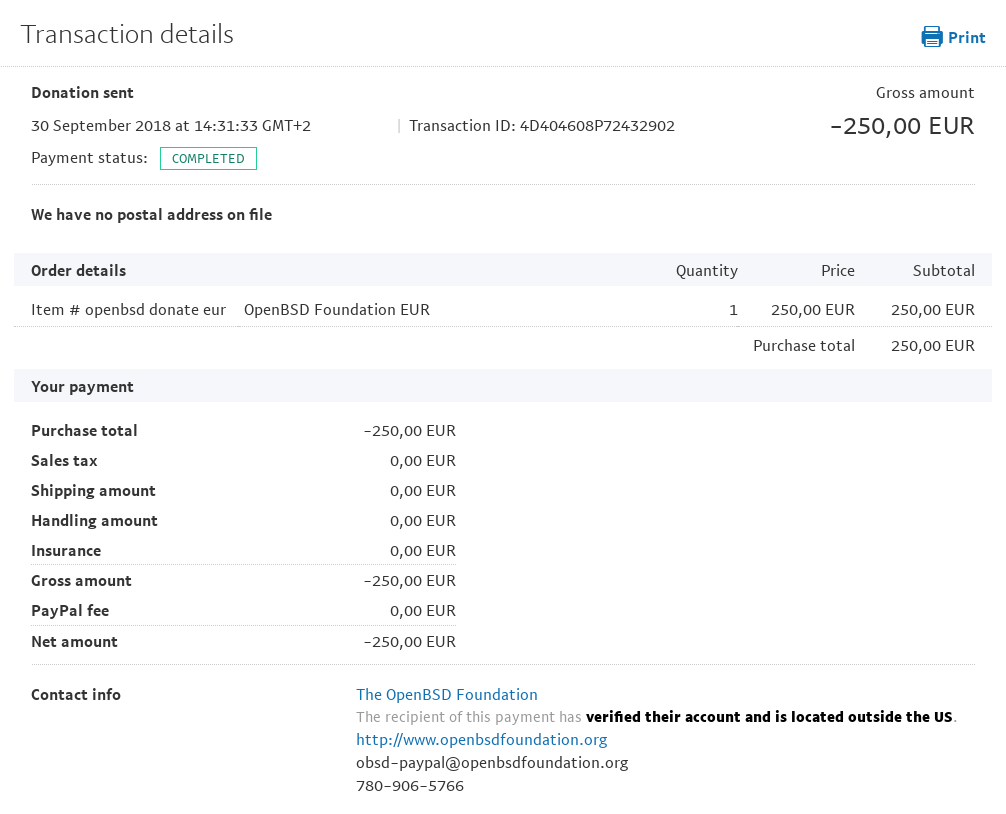 Transaction details
Print
Donation sent
Gross amount
30 September 2018 at 14:31:33 GMT+2 | Transaction ID: 4D404608P72432902
-250,00 EUR
Payment status: COMPLETED
We have no postal address on file
Order details Quantity Price Subtotal
Item # openbsd donate eur OpenBSD Foundation EUR 1 250,00 EUR 250,00 EUR
Purchase total 250,00 EUR
Your payment
Purchase total -250,00 EUR
Sales tax 0,00 EUR
Shipping amount 0,00 EUR
Handling amount 0,00 EUR
Insurance 0,00 EUR
Gross amount -250,00 EUR
PayPal fee 0,00 EUR
Net amount -250,00 EUR
Contact info The OpenBSD Foundation
The recipient of this payment has verified their account and is located outside the US.
http://www.openbsdfoundation.org
obsd-paypal@openbsdfoundation.org
780-906-5766